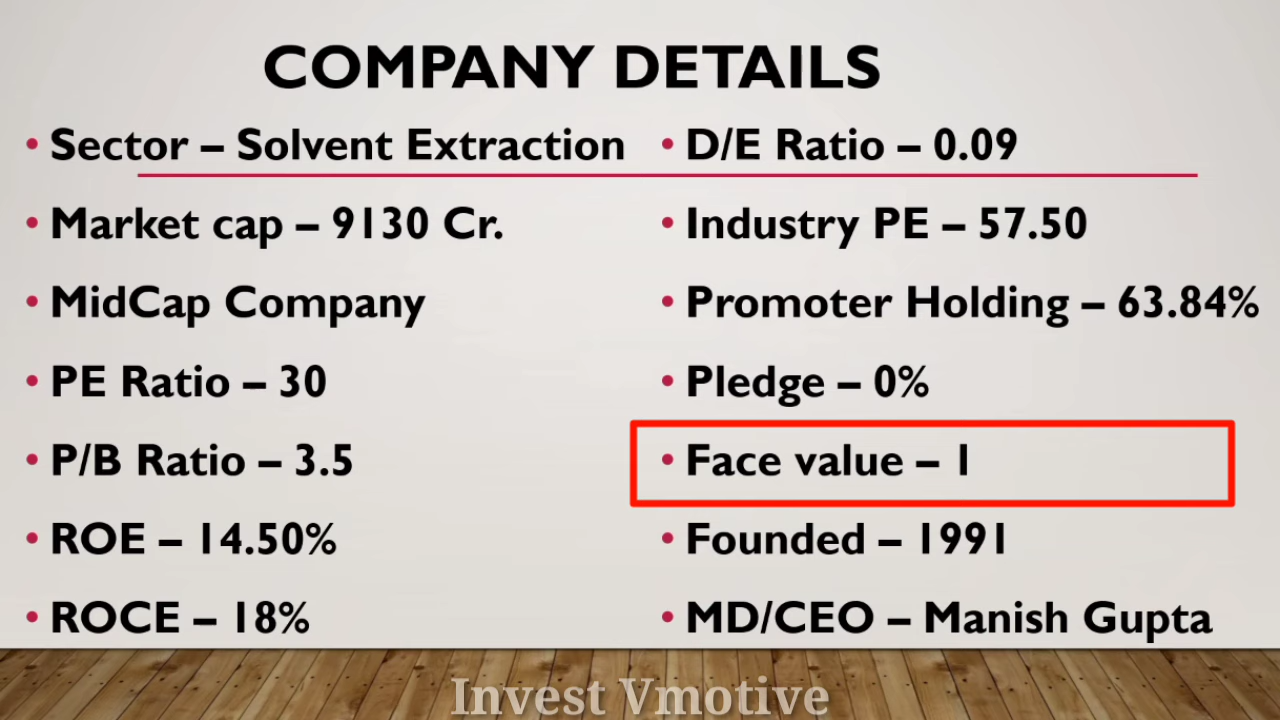 COMPANY DETAILS
• Sector – Solvent Extraction
• Market cap – 9130 Cr.
• MidCap Company
• PE Ratio – 30
• P/B Ratio – 3.5
• ROE – 14.50%
• ROCE – 18%
• D/E Ratio – 0.09
• Industry PE – 57.50
• Promoter Holding – 63.84%
• Pledge – 0%
• Face value – 1
• Founded – 1991
• MD/CEO – Manish Gupta
Invest Vmotive